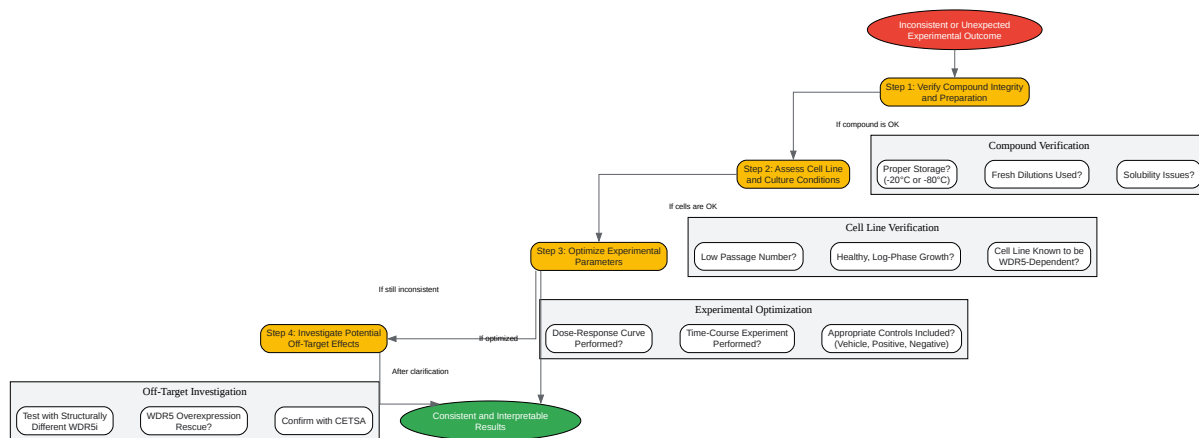 Inconsistent or Unexpected
Experimental Outcome
Step 1: Verify Compound Integrity
and Preparation
If compound is OK
Compound Verification
Proper Storage?
(-20°C or -80°C)
Fresh Dilutions Used?
Solubility Issues?
Step 2: Assess Cell Line
and Culture Conditions
If cells are OK
Cell Line Verification
Low Passage Number?
Healthy, Log-Phase Growth?
Cell Line Known to be
WDR5-Dependent?
Step 3: Optimize Experimental
Parameters
If still inconsistent
If optimized
Experimental Optimization
Dose-Response Curve
Performed?
Time-Course Experiment
Performed?
Appropriate Controls Included?
(Vehicle, Positive, Negative)
Step 4: Investigate Potential
Off-Target Effects
After clarification
Off-Target Investigation
Test with Structurally
Different WDR5i
WDR5 Overexpression
Rescue?
Confirm with CETSA
Consistent and Interpretable
Results